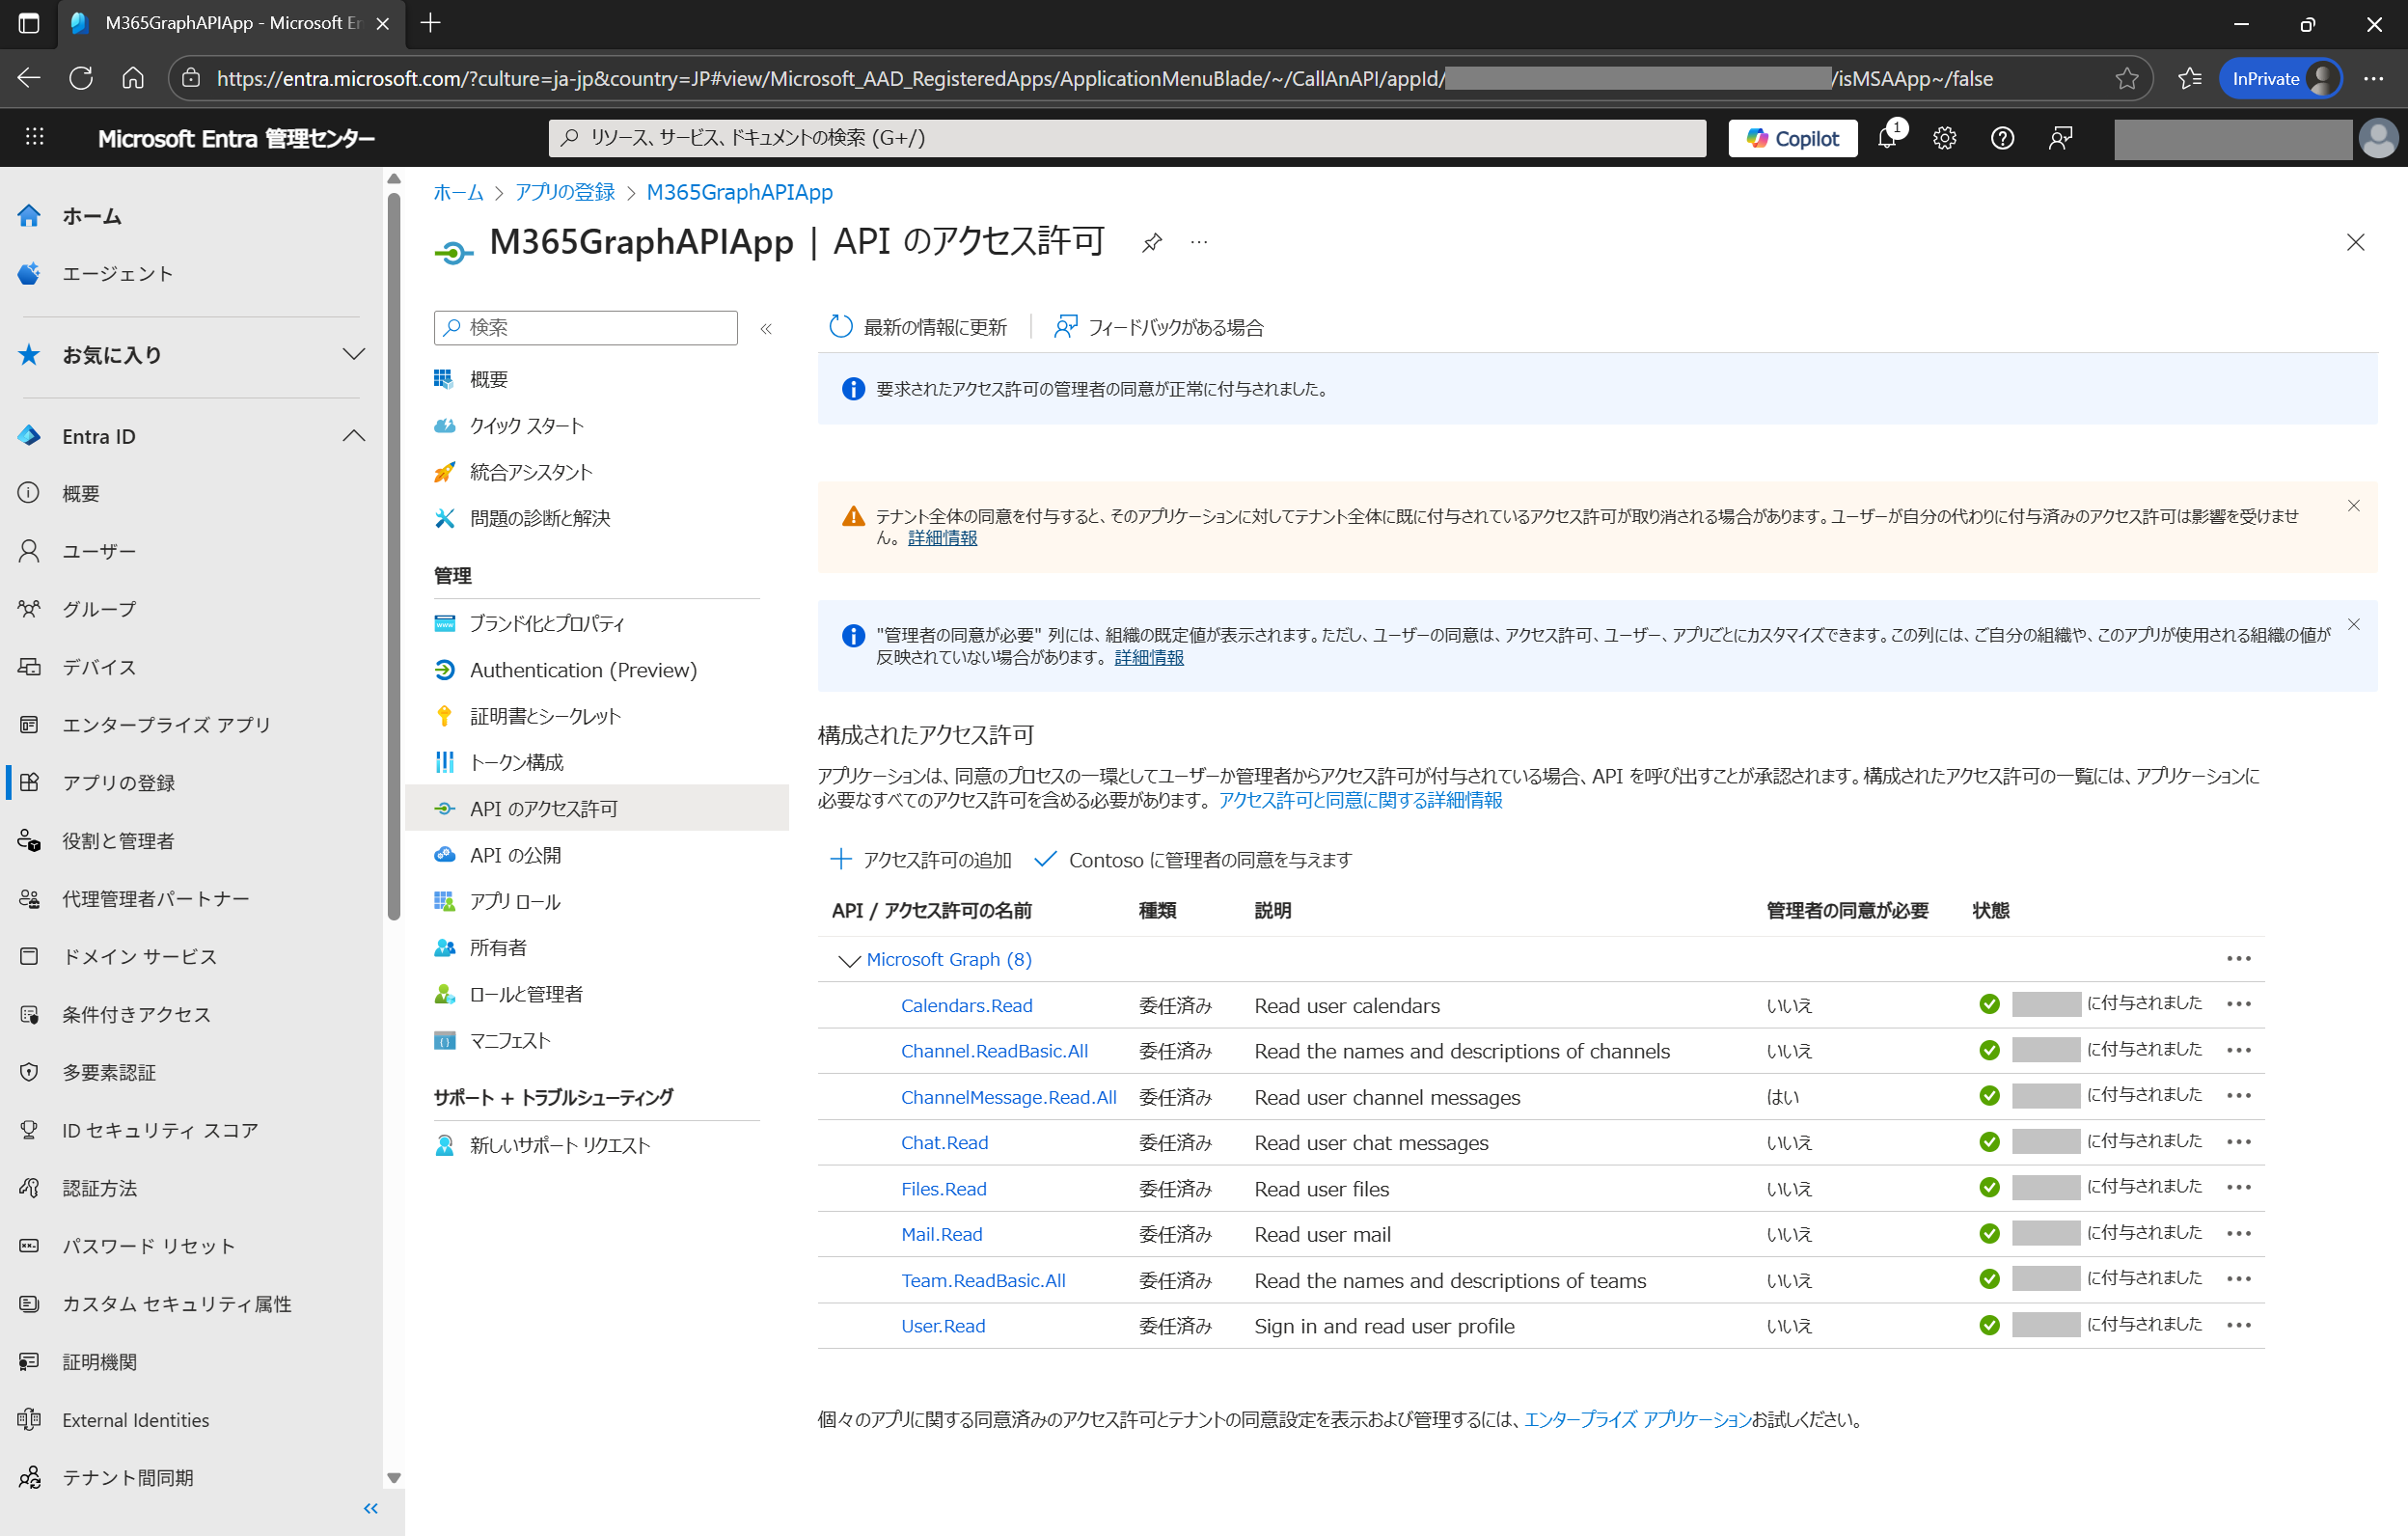 M365GraphAPIApp - Microsoft En
https://entra.microsoft.com/?culture=ja-jp&country=JP#view/Microsoft_AAD_RegisteredApps/ApplicationMenuBlade/~/CallAnAPI/appId/
/isMSAApp~/false
InPrivate
Microsoft Entra 管理センター
リソース、サービス、ドキュメントの検索 (G+/)
Copilot
1
ホーム
エージェント
お気に入り
Entra ID
概要
ユーザー
グループ
デバイス
エンタープライズ アプリ
アプリの登録
役割と管理者
代理管理者パートナー
ドメイン サービス
条件付きアクセス
多要素認証
ID セキュリティ スコア
認証方法
パスワード リセット
カスタム セキュリティ属性
証明機関
External Identities
テナント間同期
ホーム > アプリの登録 > M365GraphAPIApp
M365GraphAPIApp | API のアクセス許可
検索
概要
クイック スタート
統合アシスタント
問題の診断と解決
管理
ブランド化とプロパティ
Authentication (Preview)
証明書とシークレット
トークン構成
API のアクセス許可
API の公開
アプリ ロール
所有者
ロールと管理者
マニフェスト
サポート + トラブルシューティング
新しいサポート リクエスト
最新の情報に更新
フィードバックがある場合
要求されたアクセス許可の管理者の同意が正常に付与されました。
テナント全体の同意を付与すると、そのアプリケーションに対してテナント全体に既に付与されているアクセス許可が取り消される場合があります。ユーザーが自分の代わりに付与済みのアクセス許可は影響を受けませ
ん。 詳細情報
"管理者の同意が必要" 列には、組織の既定値が表示されます。ただし、ユーザーの同意は、アクセス許可、ユーザー、アプリごとにカスタマイズできます。この列には、ご自分の組織や、このアプリが使用される組織の値が
反映されていない場合があります。 詳細情報
構成されたアクセス許可
アプリケーションは、同意のプロセスの一環としてユーザーか管理者からアクセス許可が付与されている場合、API を呼び出すことが承認されます。構成されたアクセス許可の一覧には、アプリケーションに
必要なすべてのアクセス許可を含める必要があります。 アクセス許可と同意に関する詳細情報
アクセス許可の追加 Contoso に管理者の同意を与えます
API / アクセス許可の名前 種類 説明 管理者の同意が必要 状態
Microsoft Graph (8)
Calendars.Read 委任済み Read user calendars いいえ に付与されました
Channel.ReadBasic.All 委任済み Read the names and descriptions of channels いいえ に付与されました
ChannelMessage.Read.All 委任済み Read user channel messages はい に付与されました
Chat.Read 委任済み Read user chat messages いいえ に付与されました
Files.Read 委任済み Read user files いいえ に付与されました
Mail.Read 委任済み Read user mail いいえ に付与されました
Team.ReadBasic.All 委任済み Read the names and descriptions of teams いいえ に付与されました
User.Read 委任済み Sign in and read user profile いいえ に付与されました
個々のアプリに関する同意済みのアクセス許可とテナントの同意設定を表示および管理するには、エンタープライズ アプリケーションお試しください。